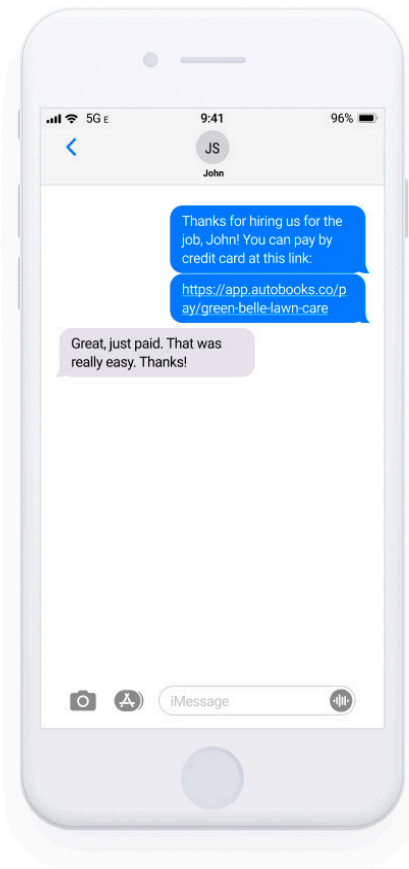 5G E
9:41
96%
JS
John
Thanks for hiring us for the
job, John! You can pay by
credit card at this link:
https://app.autobooks.co/p
ay/green-belle-lawn-care
Great, just paid. That was
really easy. Thanks!
iMessage